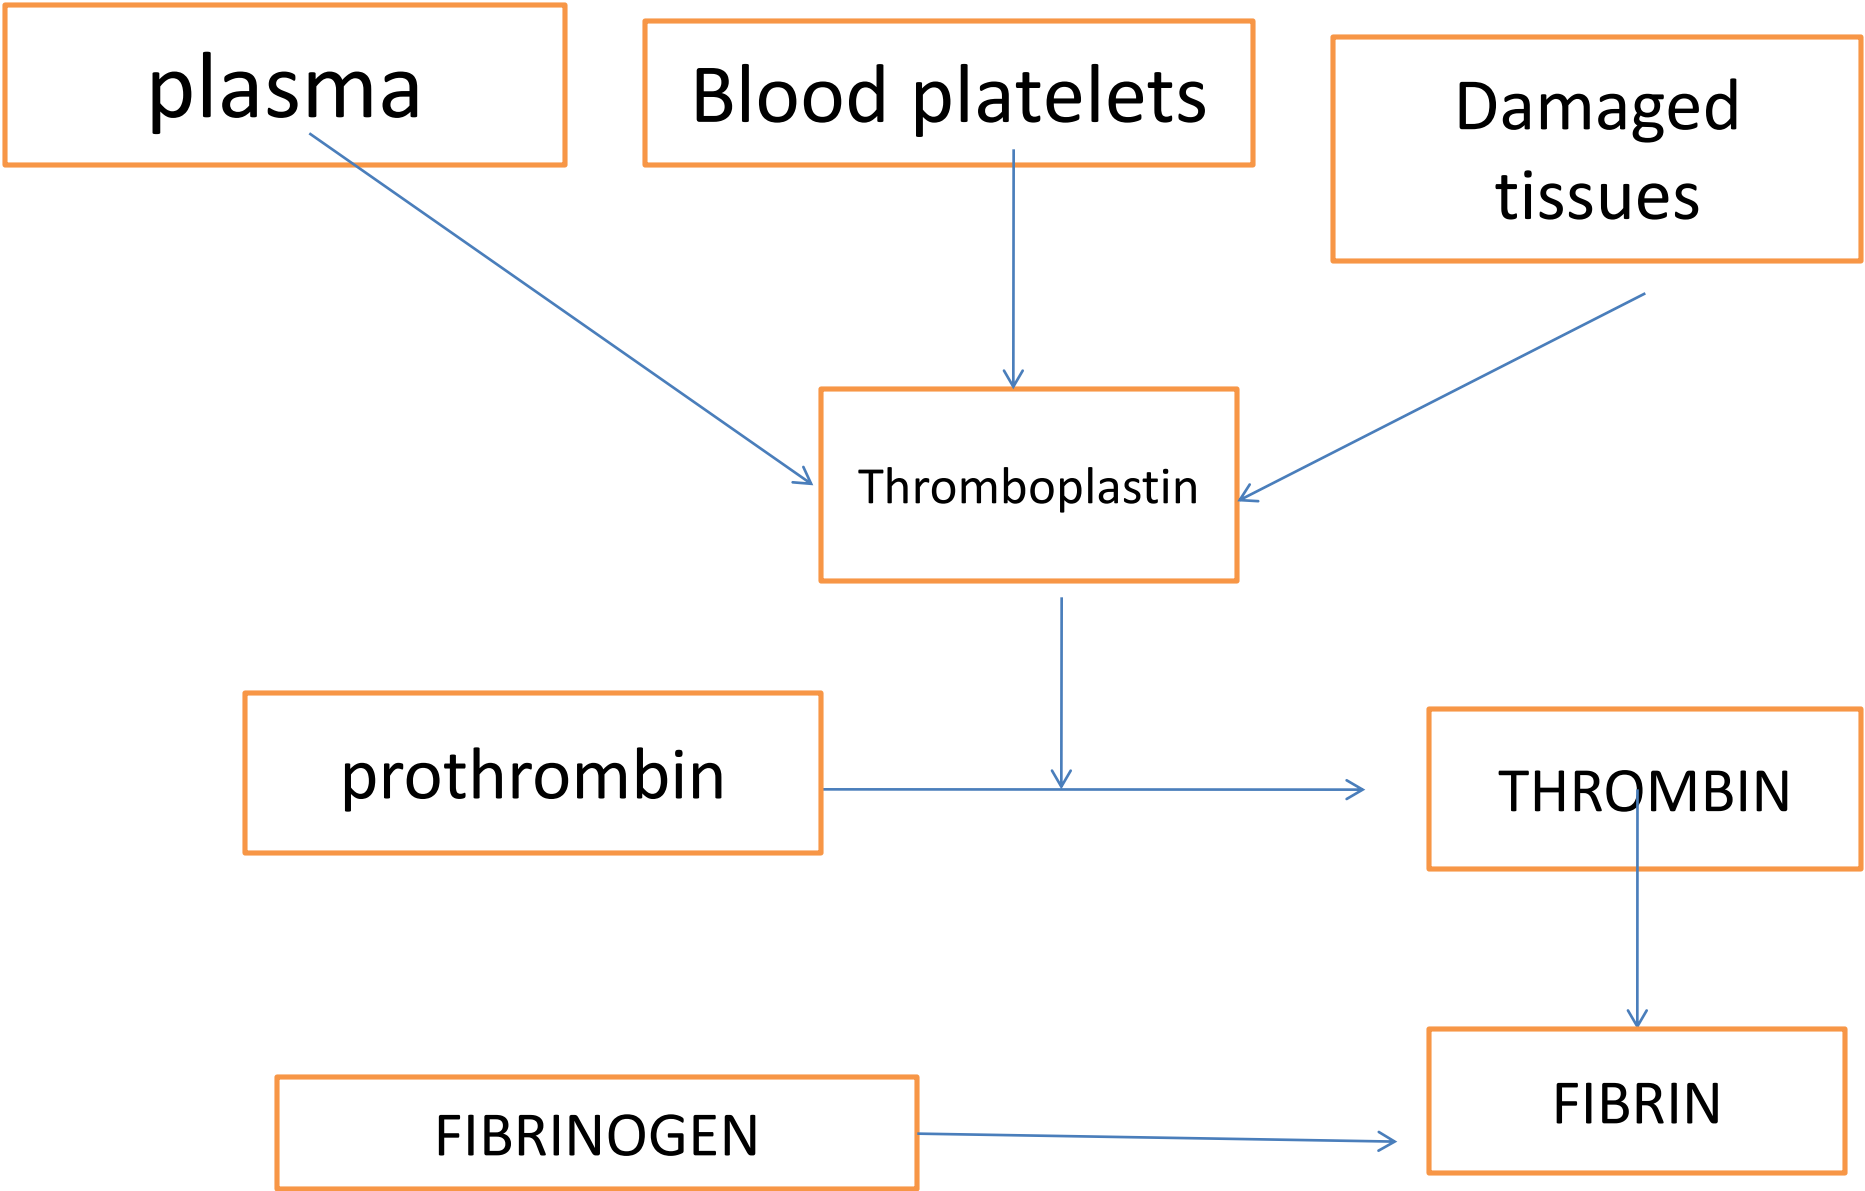 plasma
Blood platelets
Damaged
tissues
Thromboplastin
prothrombin
THROMBIN
FIBRINOGEN
FIBRIN